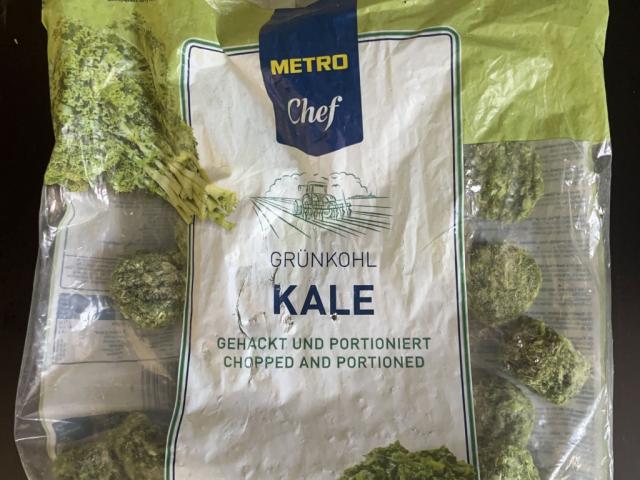 METRO
Chef
GRÜNKOHL
KALE
GEHACKT UND PORTIONIERT
CHOPPED AND PORTIONED